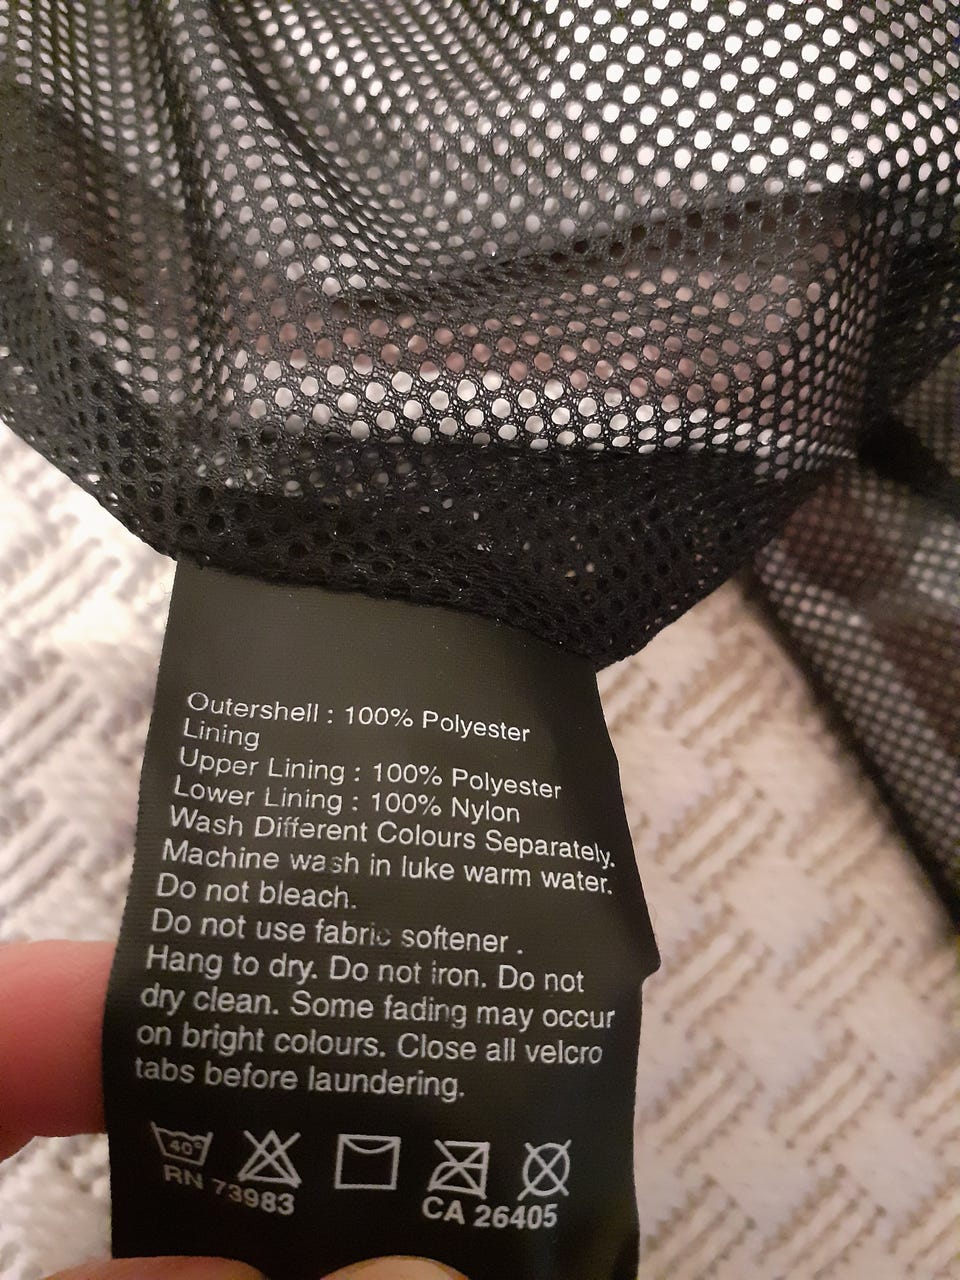 Outershell : 100% Polyester
Lining
Upper Lining : 100% Polyester
Lower Lining : 100% Nylon
Wash Different Colours Separately.
Machine wash in luke warm water.
Do not bleach.
Do not use fabric softener .
Hang to dry. Do not iron. Do not
dry clean. Some fading may occur
on bright colours. Close all velcro
tabs before laundering.
40°
RN 73983 CA 26405